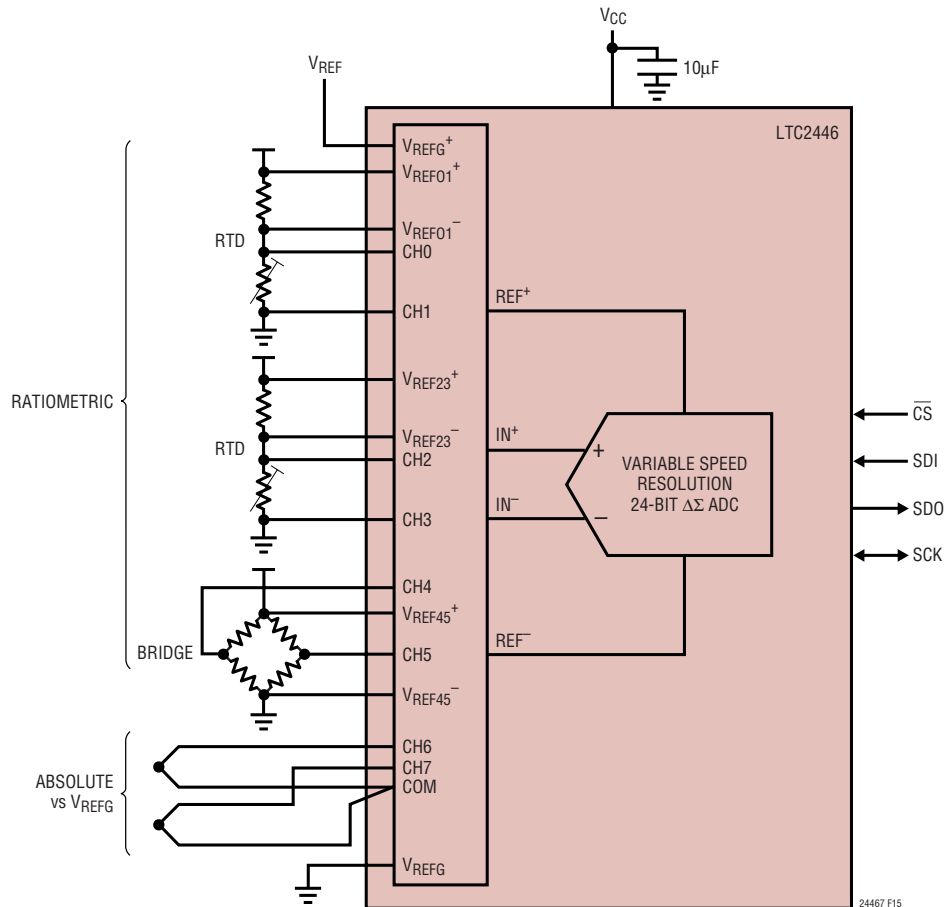 VCC
10μF
VREF
LTC2446
VREFG+
VREF01+
VREF01−
RTD
CH0
CH1
REF+
VREF23+
RATIOMETRIC
VREF23−
RTD
CH2
CH3
IN+
IN−
+
−
VARIABLE SPEED
RESOLUTION
24-BIT ΔΣ ADC
CS
SDI
SDO
SCK
CH4
VREF45+
BRIDGE
CH5
REF−
VREF45−
CH6
CH7
COM
ABSOLUTE
vs VREFG
VREFG
24467 F15